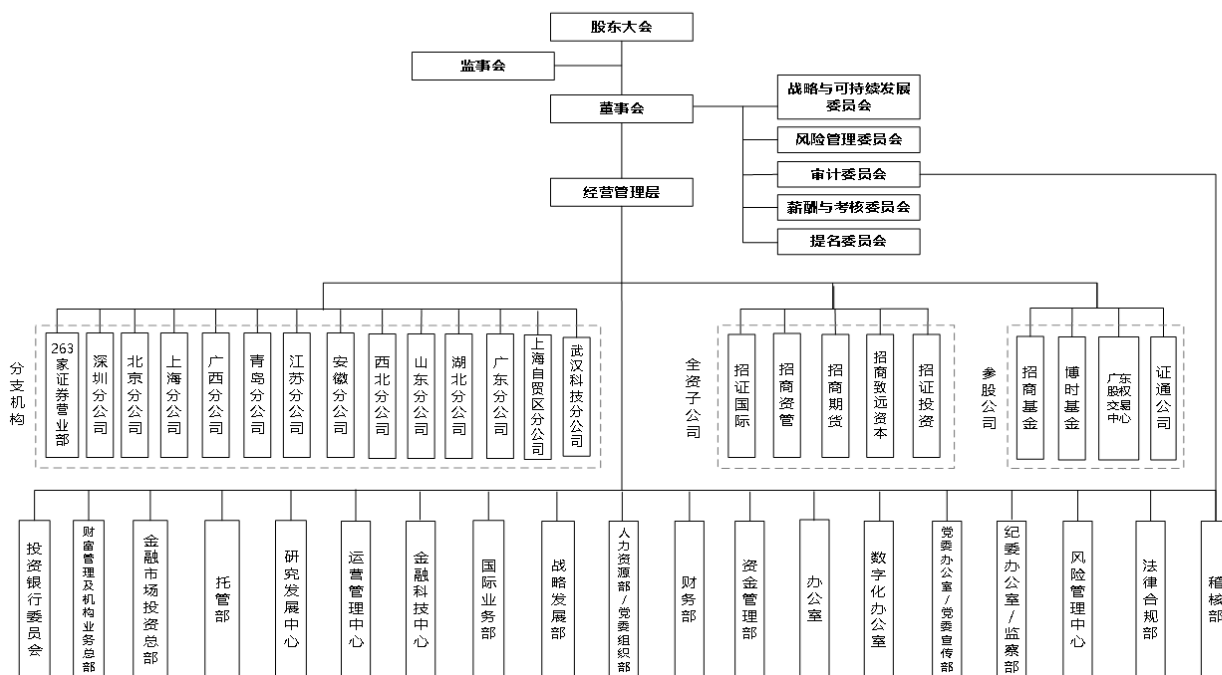 股东大会
监事会
董事会
战略与可持续发展
委员会
风险管理委员会
审计委员会
经营管理层
薪酬与考核委员会
提名委员会
分支机构
263
家证券营业部
深圳分公司
北京分公司
上海分公司
广西分公司
青岛分公司
江苏分公司
安徽分公司
西北分公司
山东分公司
湖北分公司
广东分公司
上海自贸区分公司
武汉科技分公司
全资子公司
招证国际
招商资管
招商期货
招商致远资本
招证投资
参股公司
招商基金
博时基金
广东
股权
交易
中心
证通公司
投资银行委员会
财富管理及机构业务总部
金融市场投资总部
托管部
研究发展中心
运营管理中心
金融科技中心
国际业务部
战略发展部
人力资源部/党委组织部
财务部
资金管理部
办公室
数字化办公室
党委办公室/党委宣传部
纪委办公室/监察部
风险管理中心
法律合规部
稽核部